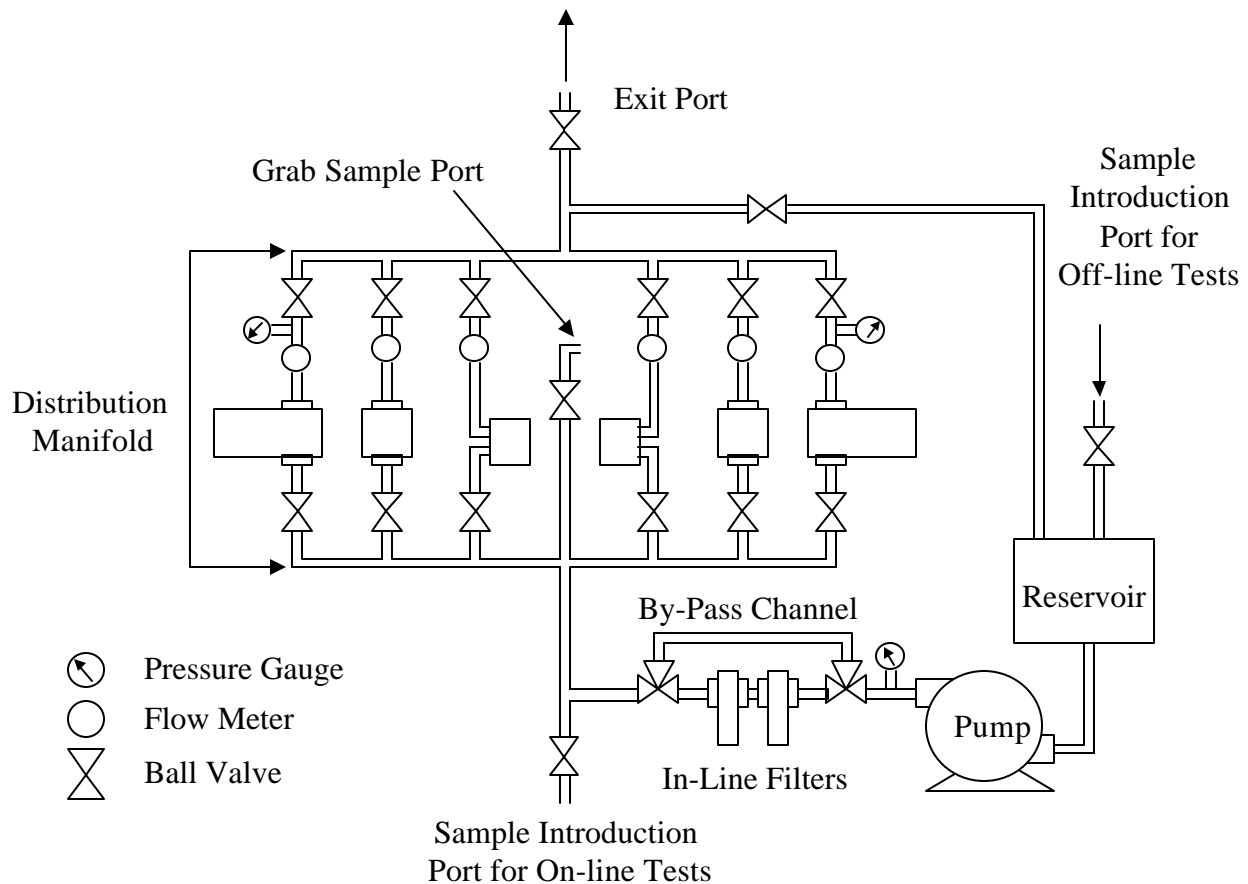 Exit Port
Grab Sample Port
Sample
Introduction
Port for
Off-line Tests
Distribution
Manifold
By-Pass Channel
Reservoir
Pressure Gauge
Flow Meter
Ball Valve
Pump
In-Line Filters
Sample Introduction
Port for On-line Tests